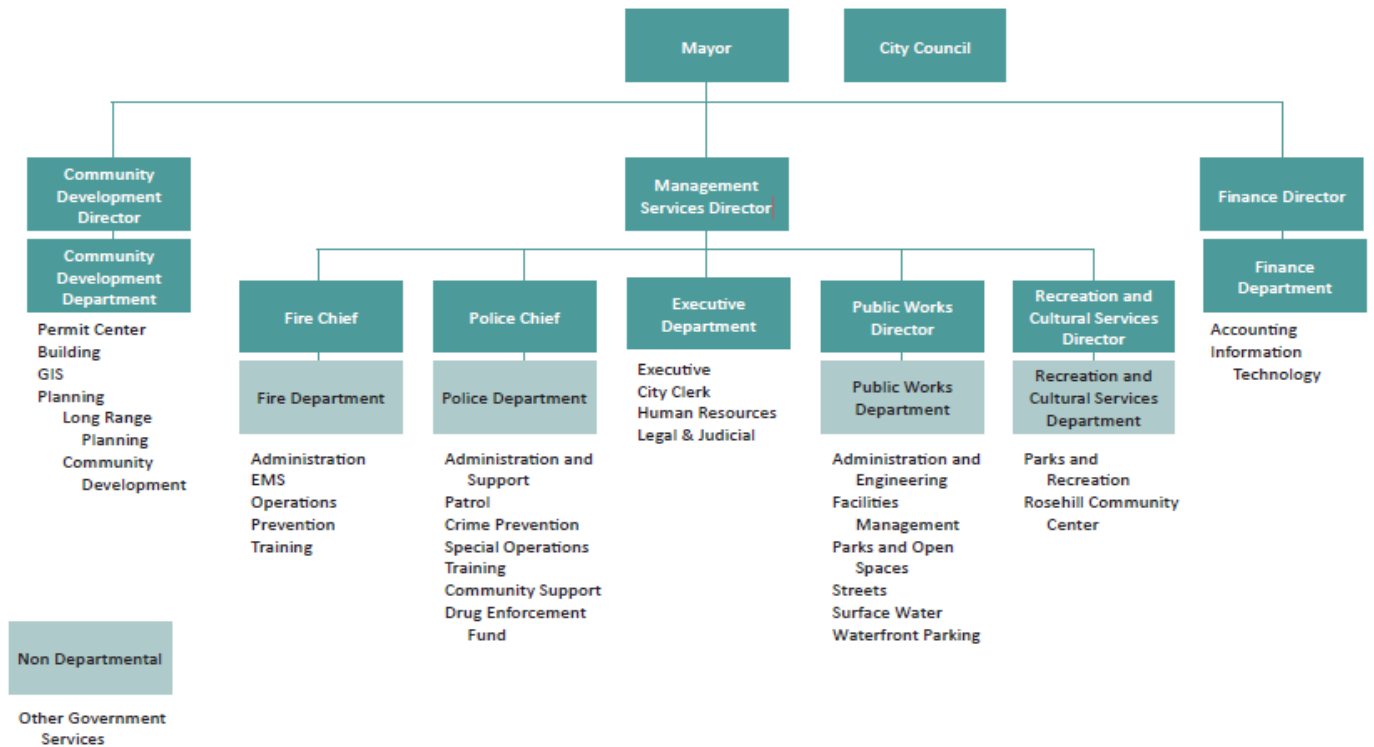 Mayor
City Council
Community
Development
Director
Management
Services Director
Finance Director
Community
Development
Department
Permit Center
Building
GIS
Planning
Long Range
Planning
Community
Development
Fire Chief
Fire Department
Administration
EMS
Operations
Prevention
Training
Police Chief
Police Department
Administration and
Support
Patrol
Crime Prevention
Special Operations
Training
Community Support
Drug Enforcement
Fund
Executive
Department
Executive
City Clerk
Human Resources
Legal & Judicial
Public Works
Director
Public Works
Department
Administration and
Engineering
Facilities
Management
Parks and Open
Spaces
Streets
Surface Water
Waterfront Parking
Recreation and
Cultural Services
Director
Recreation and
Cultural Services
Department
Parks and
Recreation
Rosehill Community
Center
Finance
Department
Accounting
Information
Technology
Non Departmental
Other Government
Services